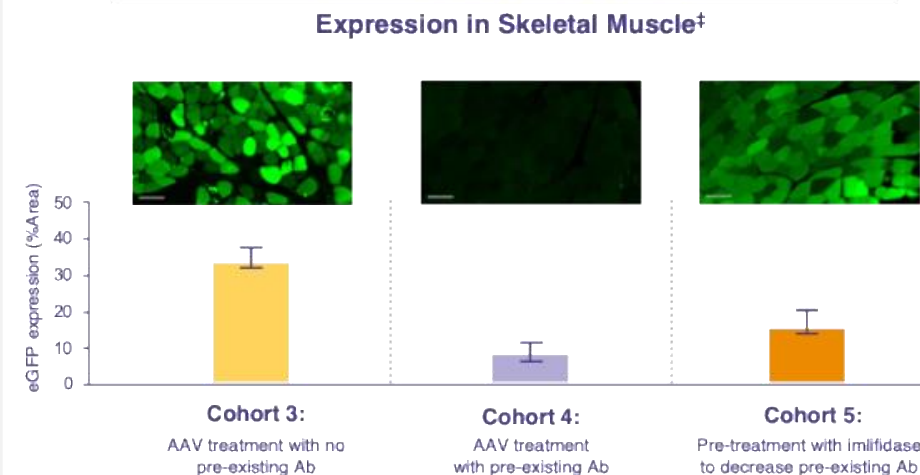 Expression in Skeletal Muscle‡
eGFP expression (%Area)
50
40
30
20
10
0
Cohort 3:
AAV treatment with no
pre-existing Ab
Cohort 4:
AAV treatment
with pre-existing Ab
Cohort 5:
Pre-treatment with imlifidase
to decrease pre-existing Ab